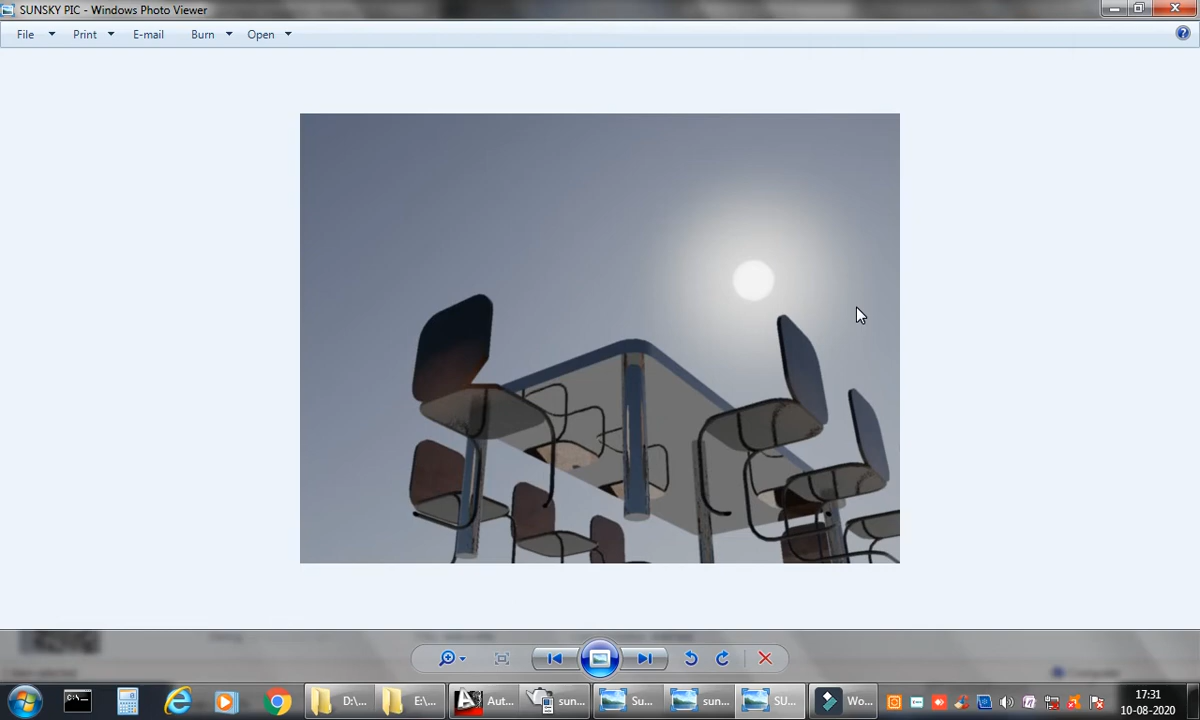 SUNSKY PIC - Windows Photo Viewer
File Print E-mail Burn Open
D:\... E:\... Aut... sun... Su... sun... SU... Wo...
17:31
10-08-2020